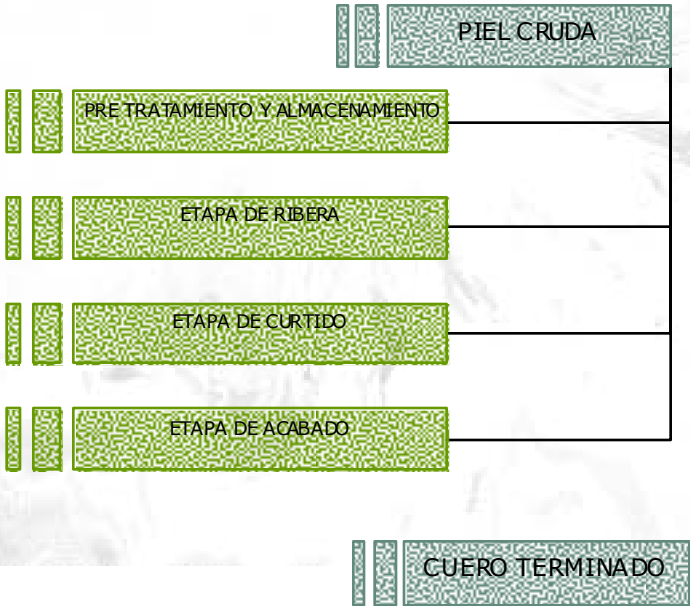 PIEL CRUDA
PRE TRATAMIENTO Y ALMACENAMIENTO
ETAPA DE RIBERA
ETAPA DE CURTIDO
ETAPA DE ACABADO
CUERO TERMINADO